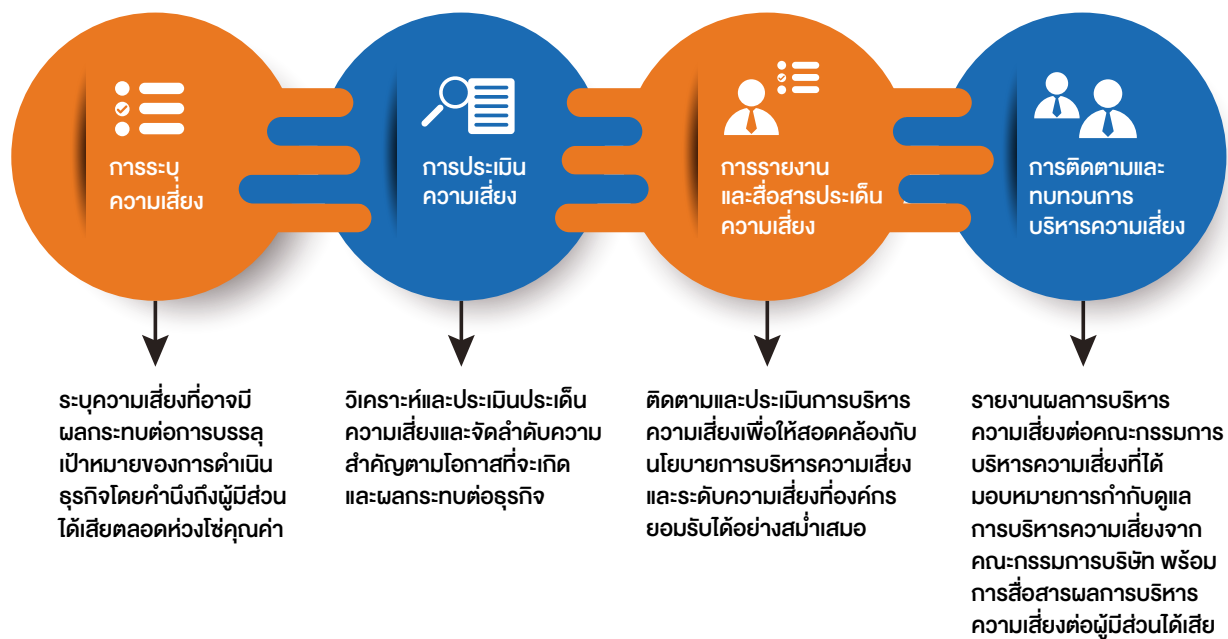 การระบุ
ความเสี่ยง
การประเมิน
ความเสี่ยง
การรายงาน
และสื่อสารประเด็น
ความเสี่ยง
การติดตามและ
ทบทวนการ
บริหารความเสี่ยง
ระบุความเสี่ยงที่อาจมี
ผลกระทบต่อการบรรลุ
เป้าหมายของการดำเนิน
ธุรกิจโดยคำนึงถึงผู้มีส่วน
ได้เสียตลอดห่วงโซ่คุณค่า
วิเคราะห์และประเมินประเด็น
ความเสี่ยงและจัดลำดับความ
สำคัญตามโอกาสที่จะเกิด
และผลกระทบต่อธุรกิจ
ติดตามและประเมินการบริหาร
ความเสี่ยงเพื่อให้สอดคล้องกับ
นโยบายการบริหารความเสี่ยง
และระดับความเสี่ยงที่องค์กร
ยอมรับได้อย่างสม่ำเสมอ
รายงานผลการบริหาร
ความเสี่ยงต่อคณะกรรมการ
บริหารความเสี่ยงที่ได้
มอบหมายการกำกับดูแล
การบริหารความเสี่ยงจาก
คณะกรรมการบริษัท พร้อม
การสื่อสารผลการบริหาร
ความเสี่ยงต่อผู้มีส่วนได้เสีย